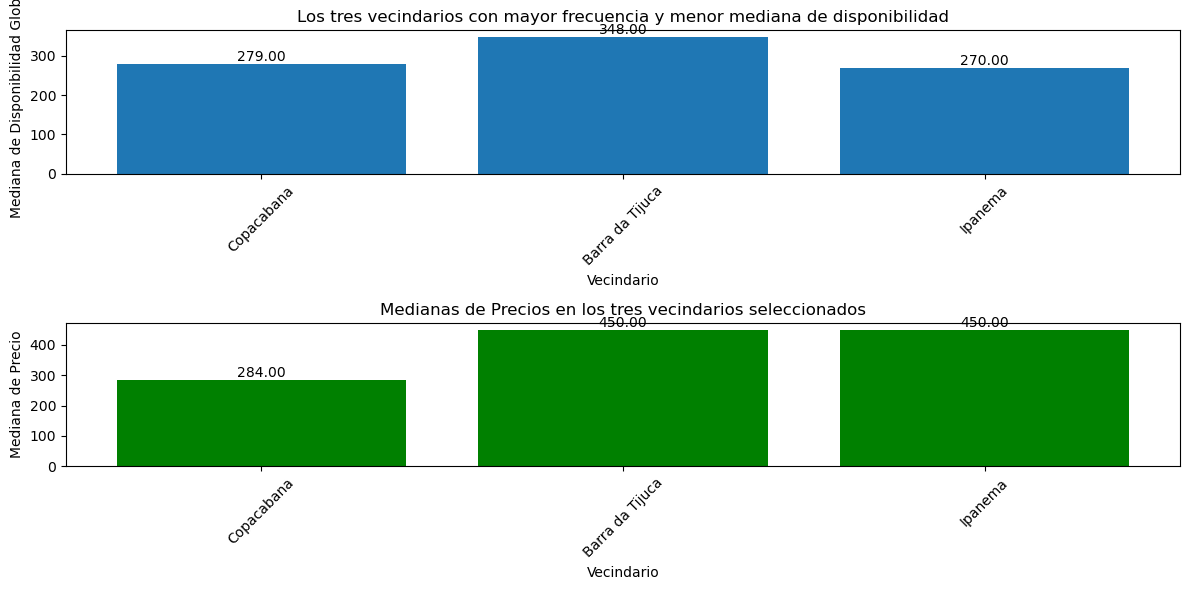 Los tres vecindarios con mayor frecuencia y menor mediana de disponibilidad
Mediana de Disponibilidad Glob
300
200
100
0
279.00
348.00
270.00
Copacabana
Barra da Tijuca
Ipanema
Vecindario
Medianas de Precios en los tres vecindarios seleccionados
Mediana de Precio
400
300
200
100
0
284.00
450.00
450.00
Copacabana
Barra da Tijuca
Ipanema
Vecindario